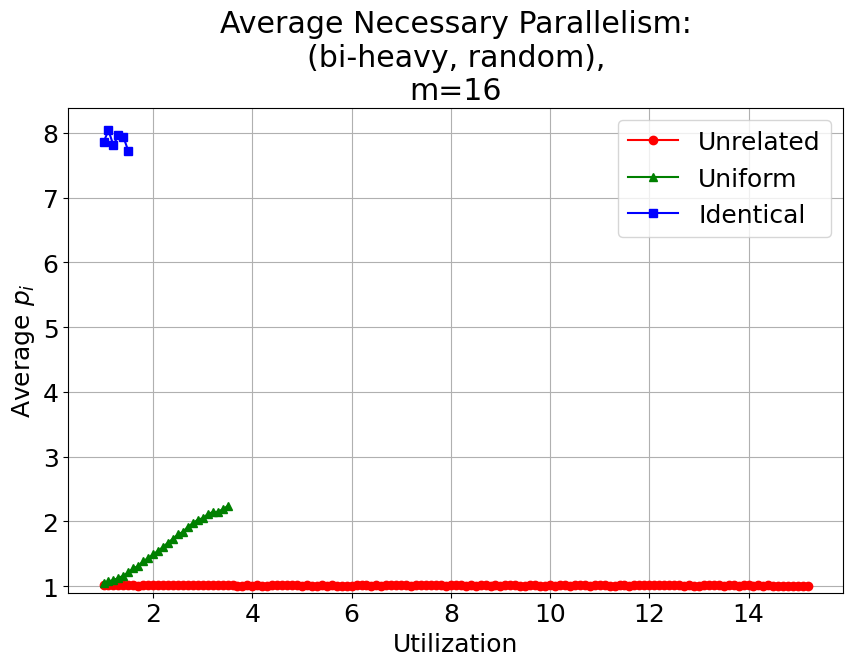 Average Necessary Parallelism:
(bi-heavy, random),
m=16
Unrelated
Uniform
Identical
8
7
6
5
4
3
2
1
Average p_i
2 4 6 8 10 12 14
Utilization